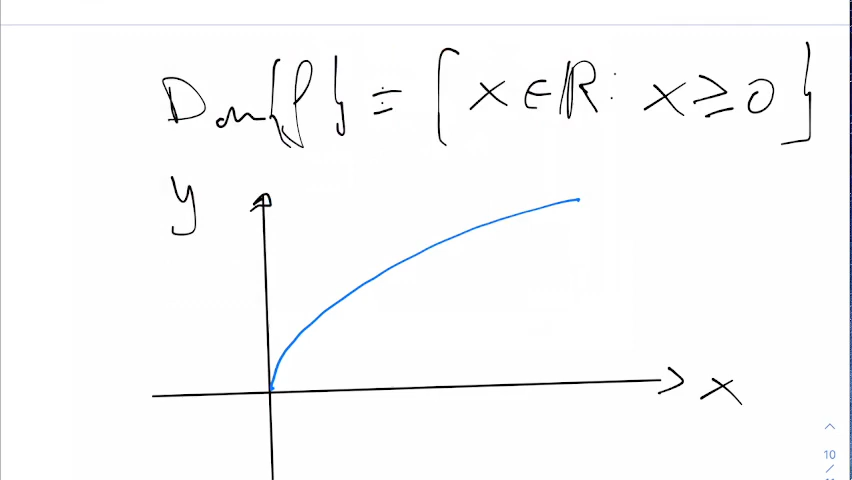 Dom{f} = {x∈ℝ: x≥0}
y
x
10
/